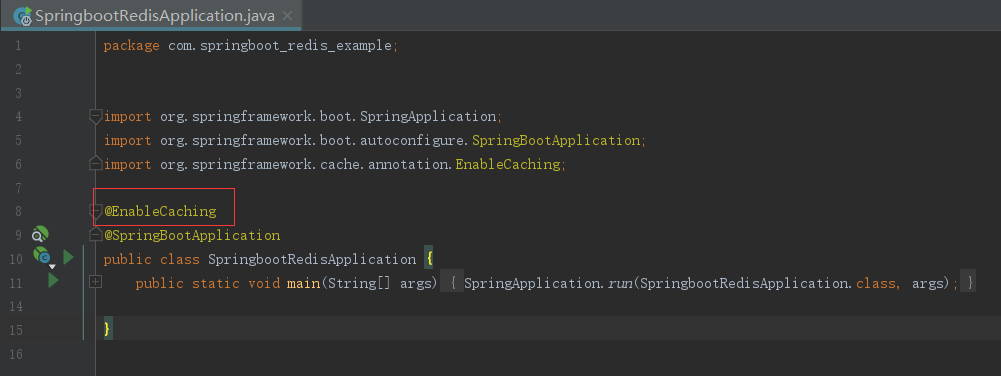 SpringbootRedisApplication.java
1 package com.springboot_redis_example;
2
3
4 import org.springframework.boot.SpringApplication;
5 import org.springframework.boot.autoconfigure.SpringBootApplication;
6 import org.springframework.cache.annotation.EnableCaching;
7
8 @EnableCaching
9 @SpringBootApplication
10 public class SpringbootRedisApplication {
11 public static void main(String[] args) { SpringApplication.run(SpringbootRedisApplication.class, args); }
14
15 }
16